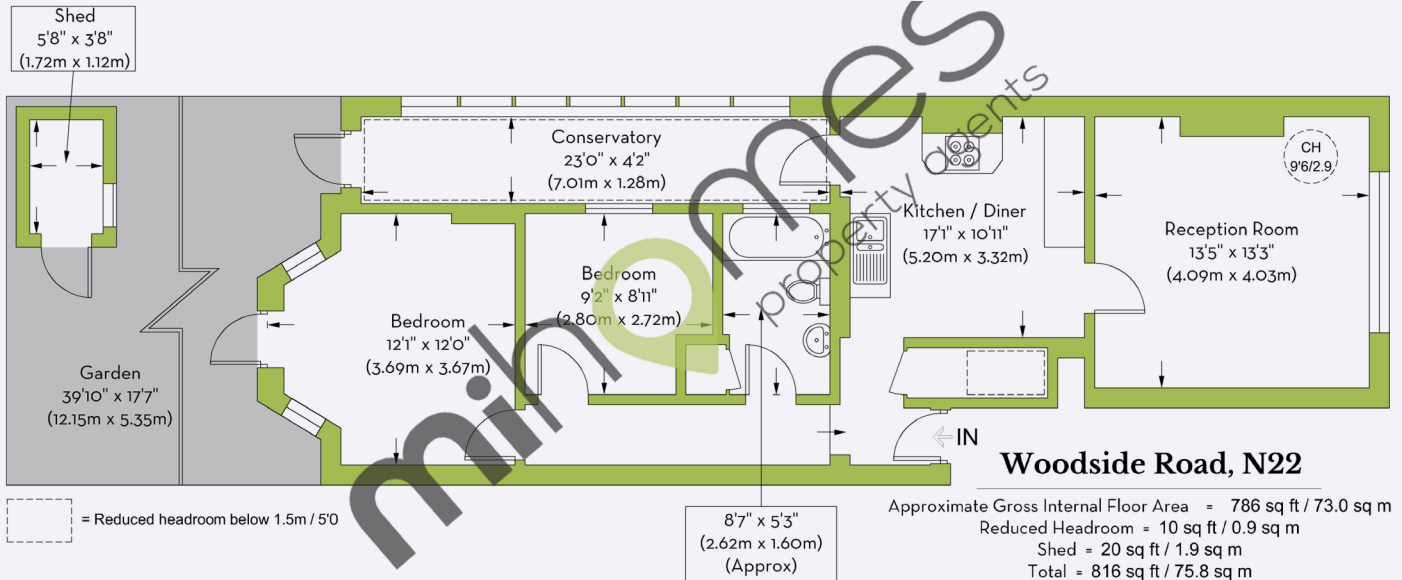 Shed
5'8" x 3'8"
(1.72m x 1.12m)
Conservatory
23'0" x 4'2"
(7.01m x 1.28m)
CH
9'6/2.9
Kitchen / Diner
17'1" x 10'11"
(5.20m x 3.32m)
Reception Room
13'5" x 13'3"
(4.09m x 4.03m)
Bedroom
9'2" x 8'11"
(2.80m x 2.72m)
Bedroom
12'1" x 12'0"
(3.69m x 3.67m)
Garden
39'10" x 17'7"
(12.15m x 5.35m)
IN
mihomes
property agents
Woodside Road, N22
Approximate Gross Internal Floor Area = 786 sq ft / 73.0 sq m
Reduced Headroom = 10 sq ft / 0.9 sq m
Shed = 20 sq ft / 1.9 sq m
Total = 816 sq ft / 75.8 sq m
= Reduced headroom below 1.5m / 5'0
8'7" x 5'3"
(2.62m x 1.60m)
(Approx)